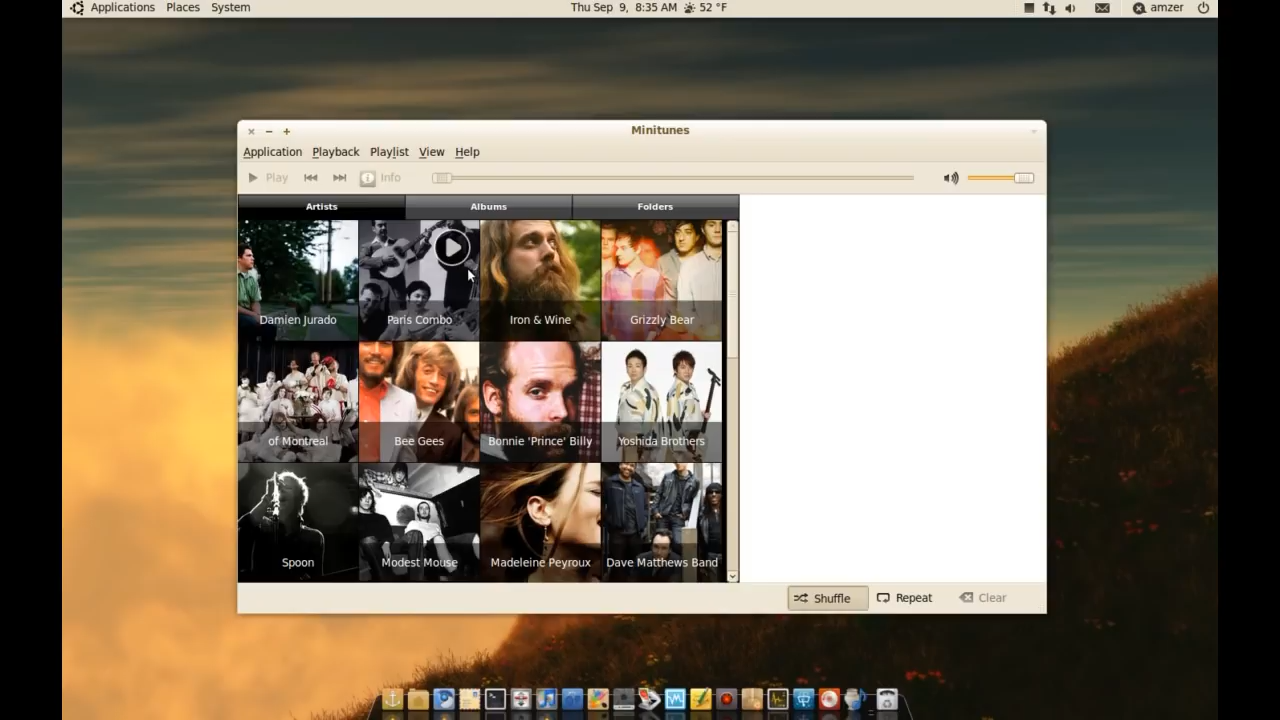 Applications Places System Thu Sep 9, 8:35 AM 52 °F amzer
Minitunes
Application Playback Playlist View Help
Play Info
Artists Albums Folders
Damien Jurado Paris Combo Iron & Wine Grizzly Bear
of Montreal Bee Gees Bonnie 'Prince' Billy Yoshida Brothers
Spoon Modest Mouse Madeleine Peyroux Dave Matthews Band
Shuffle Repeat Clear